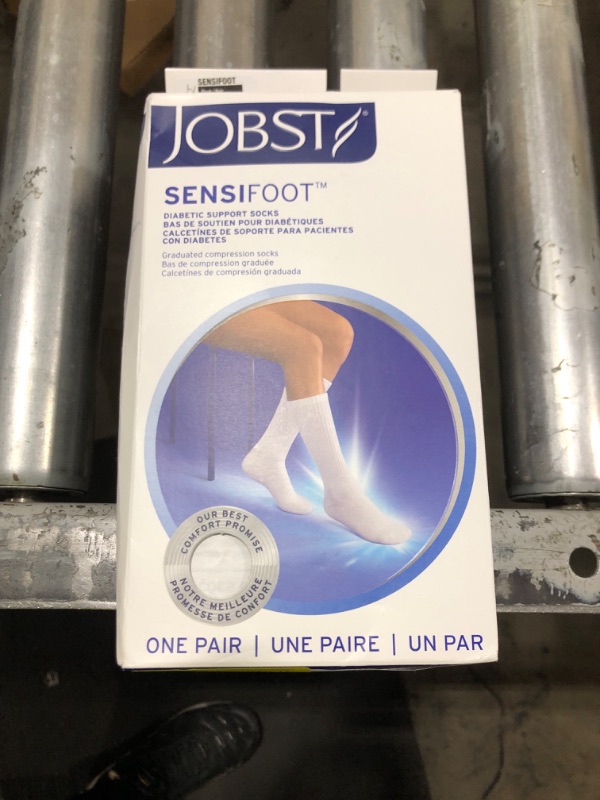 SENSIFOOT
JOBST
SENSIFOOT™
DIABETIC SUPPORT SOCKS
BAS DE SOUTIEN POUR DIABÉTIQUES
CALCETÍNES DE SOPORTE PARA PACIENTES
CON DIABETES
Graduated compression socks
Bas de compression graduée
Calcetínes de compresión graduada
OUR BEST
COMFORT PROMISE
NOTRE MEILLEURE
PROMESSE DE CONFORT
ONE PAIR | UNE PAIRE | UN PAR